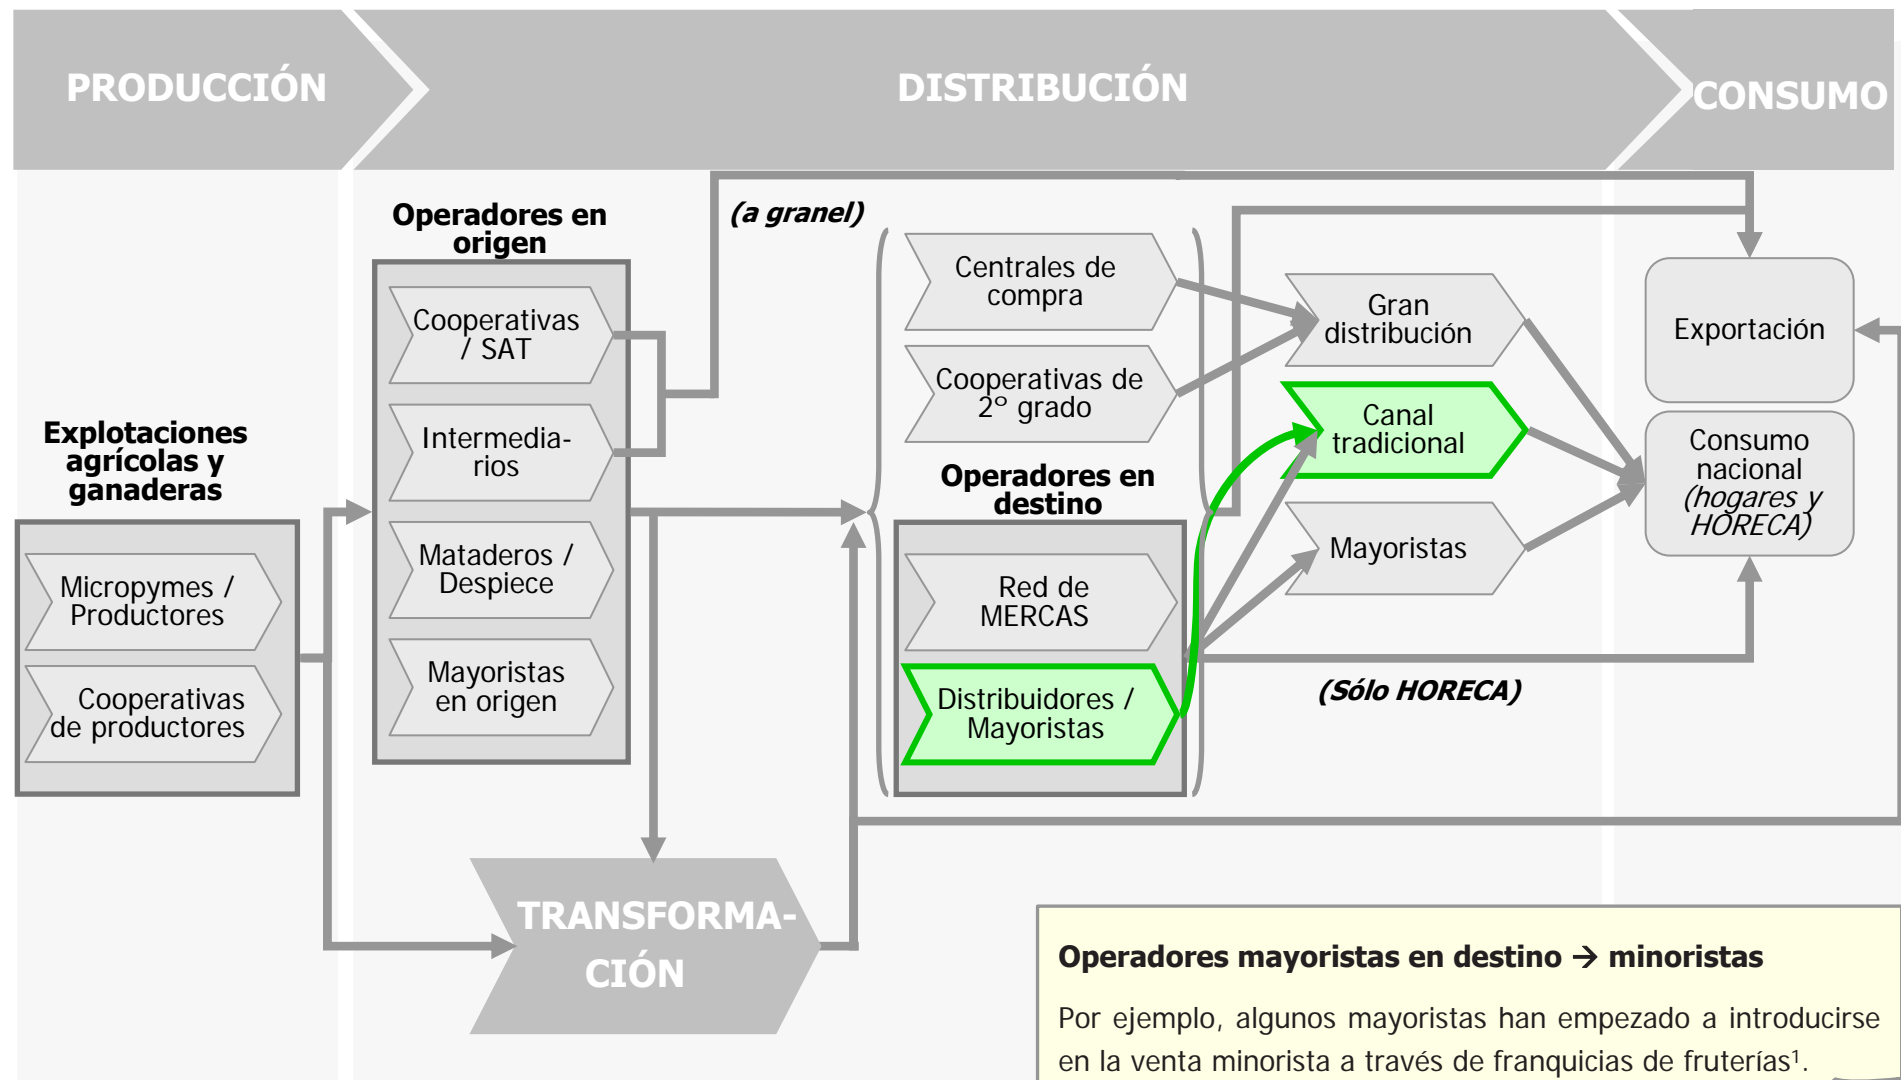 PRODUCCIÓN
DISTRIBUCIÓN
CONSUMO
Operadores en
origen
(a granel)
Cooperativas
/ SAT
Intermedia-
rios
Mataderos /
Despiece
Mayoristas
en origen
Explotaciones
agrícolas y
ganaderas
Micropymes /
Productores
Cooperativas
de productores
Centrales de
compra
Cooperativas de
2º grado
Operadores en
destino
Red de
MERCAS
Distribuidores /
Mayoristas
Gran
distribución
Canal
tradicional
Mayoristas
(Sólo HORECA)
Exportación
Consumo
nacional
(hogares y
HORECA)
TRANSFORMA-
CIÓN
Operadores mayoristas en destino → minoristas
Por ejemplo, algunos mayoristas han empezado a introducirse
en la venta minorista a través de franquicias de fruterías¹.